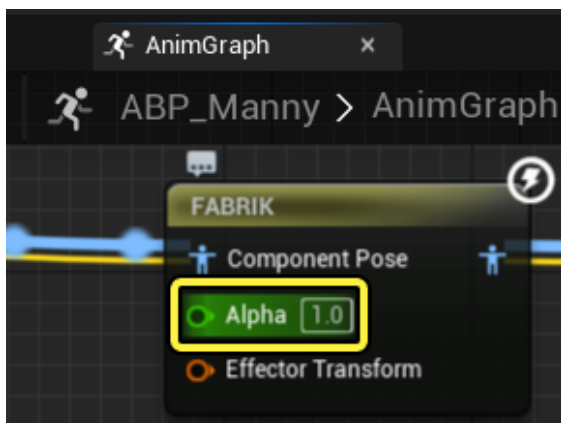 AnimGraph ×
ABP_Manny > AnimGraph
FABRIK
Component Pose
Alpha 1.0
Effector Transform